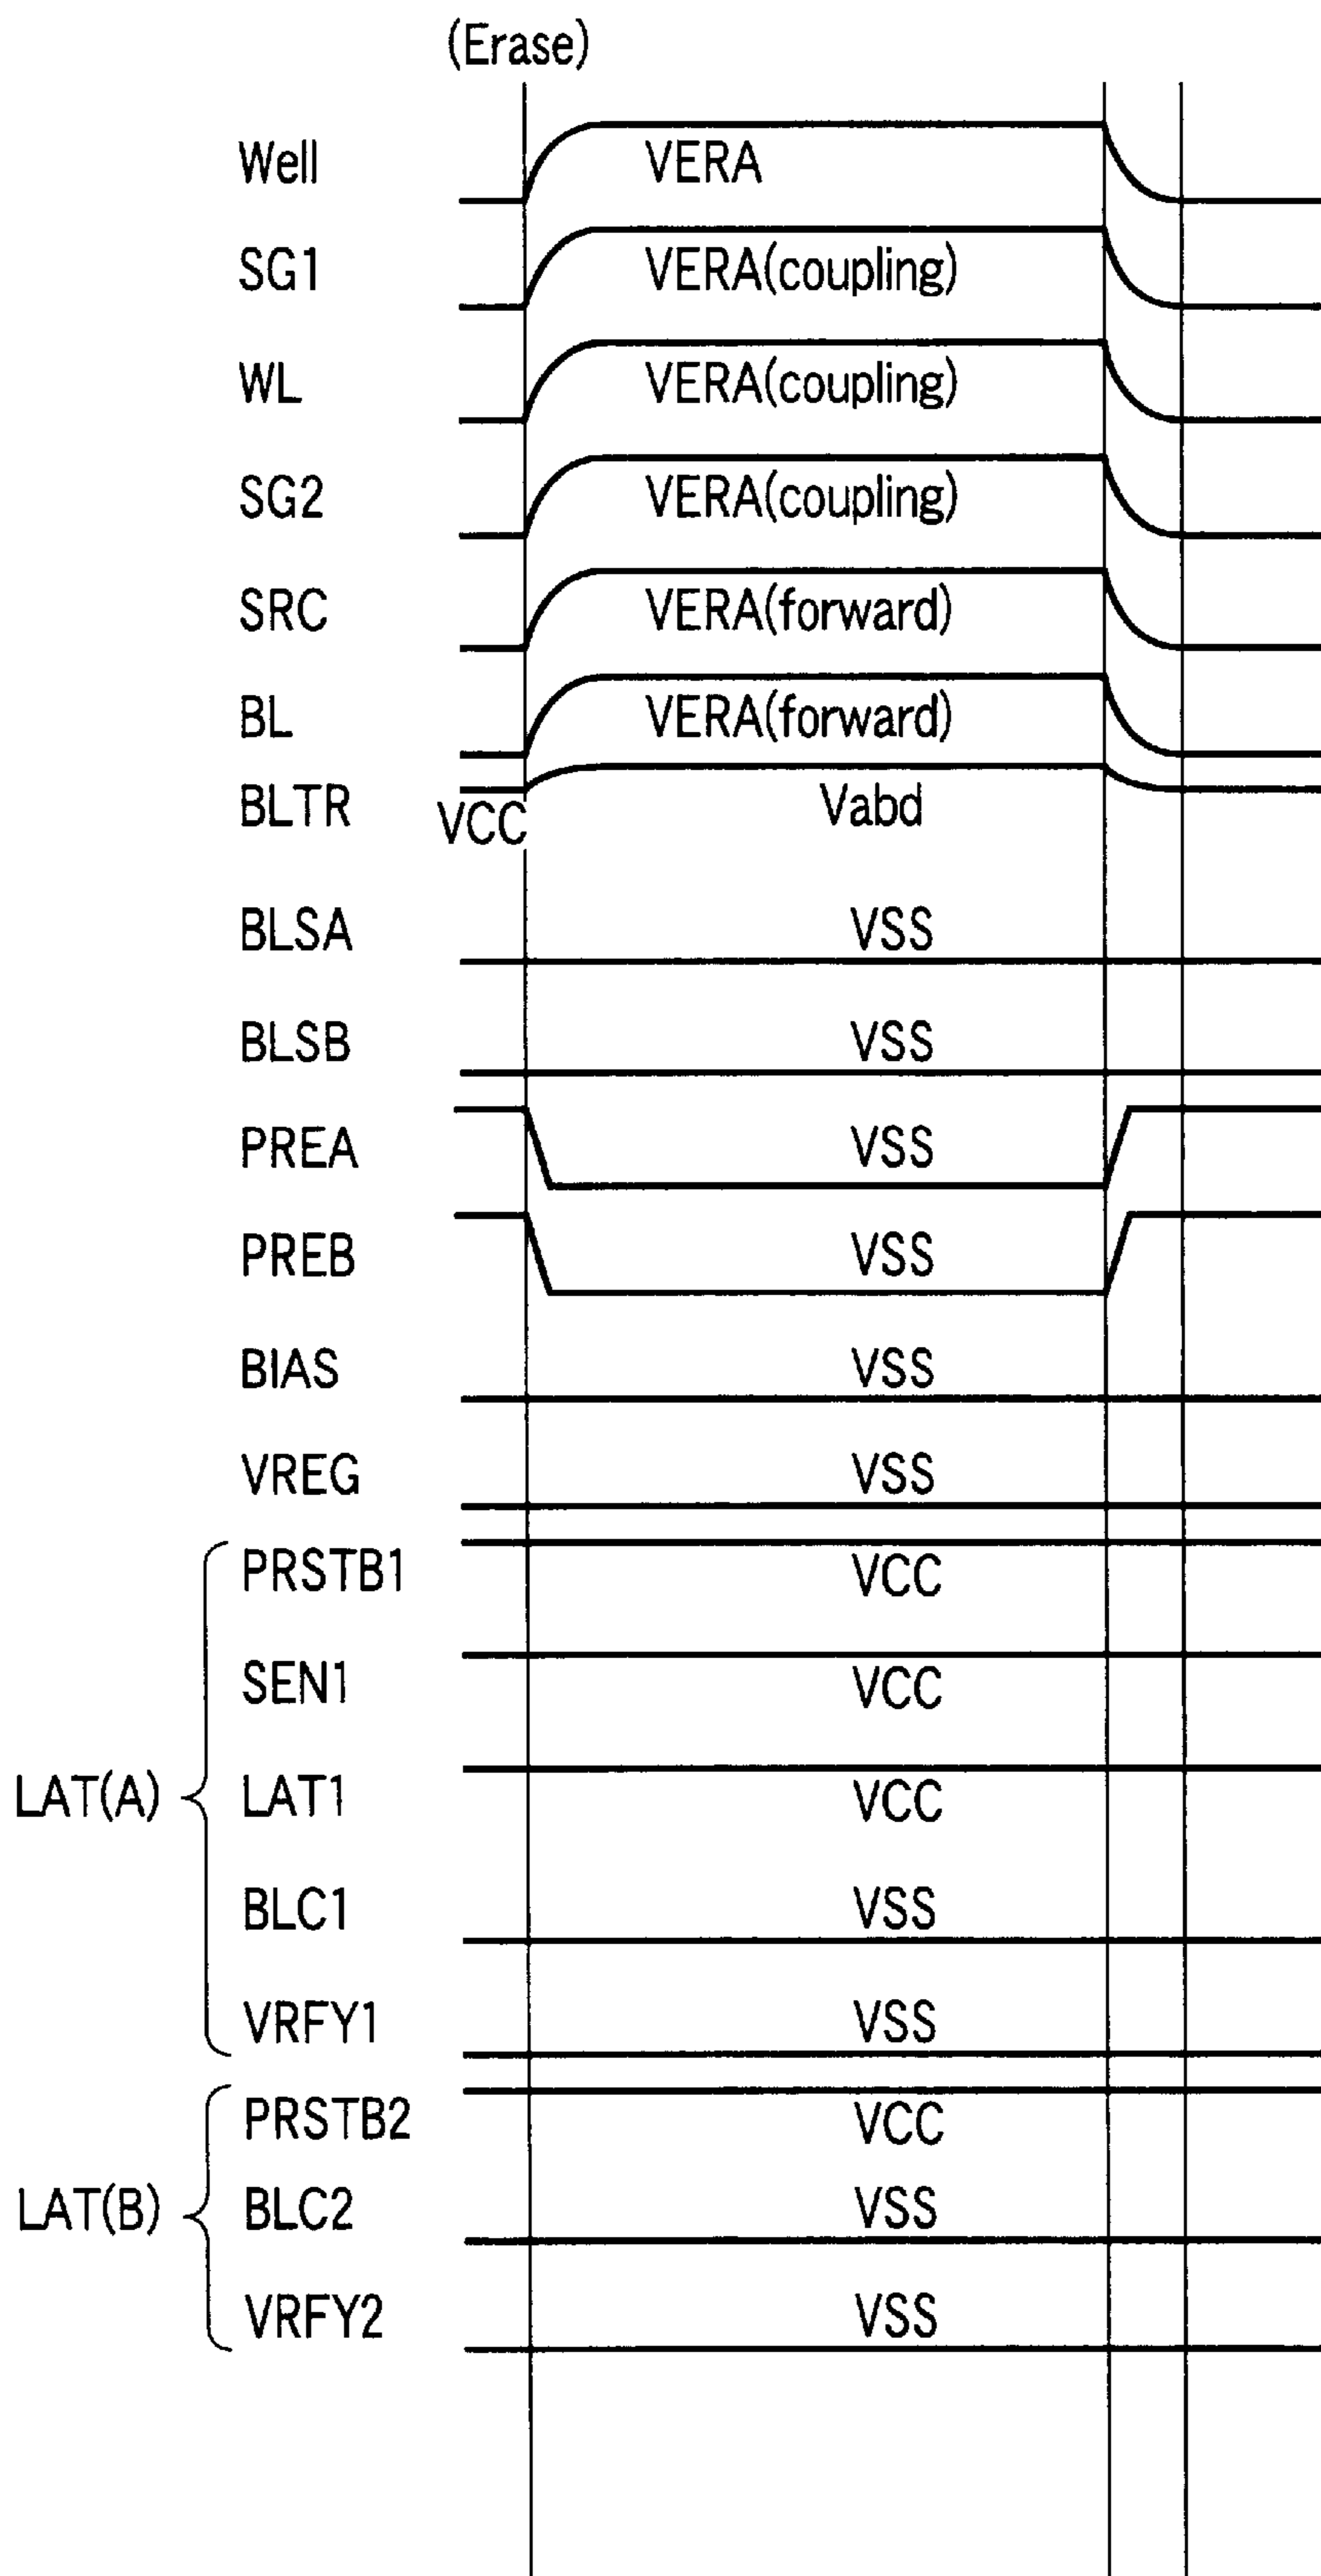 (Erase)
Well VERA
SG1 VERA(coupling)
WL VERA(coupling)
SG2 VERA(coupling)
SRC VERA(forward)
BL VERA(forward)
BLTR VCC Vabd
BLSA VSS
BLSB VSS
PREA VSS
PREB VSS
BIAS VSS
VREG VSS
PRSTB1 VCC
SEN1 VCC
LAT(A) LAT1 VCC
BLC1 VSS
VRFY1 VSS
PRSTB2 VCC
LAT(B) BLC2 VSS
VRFY2 VSS